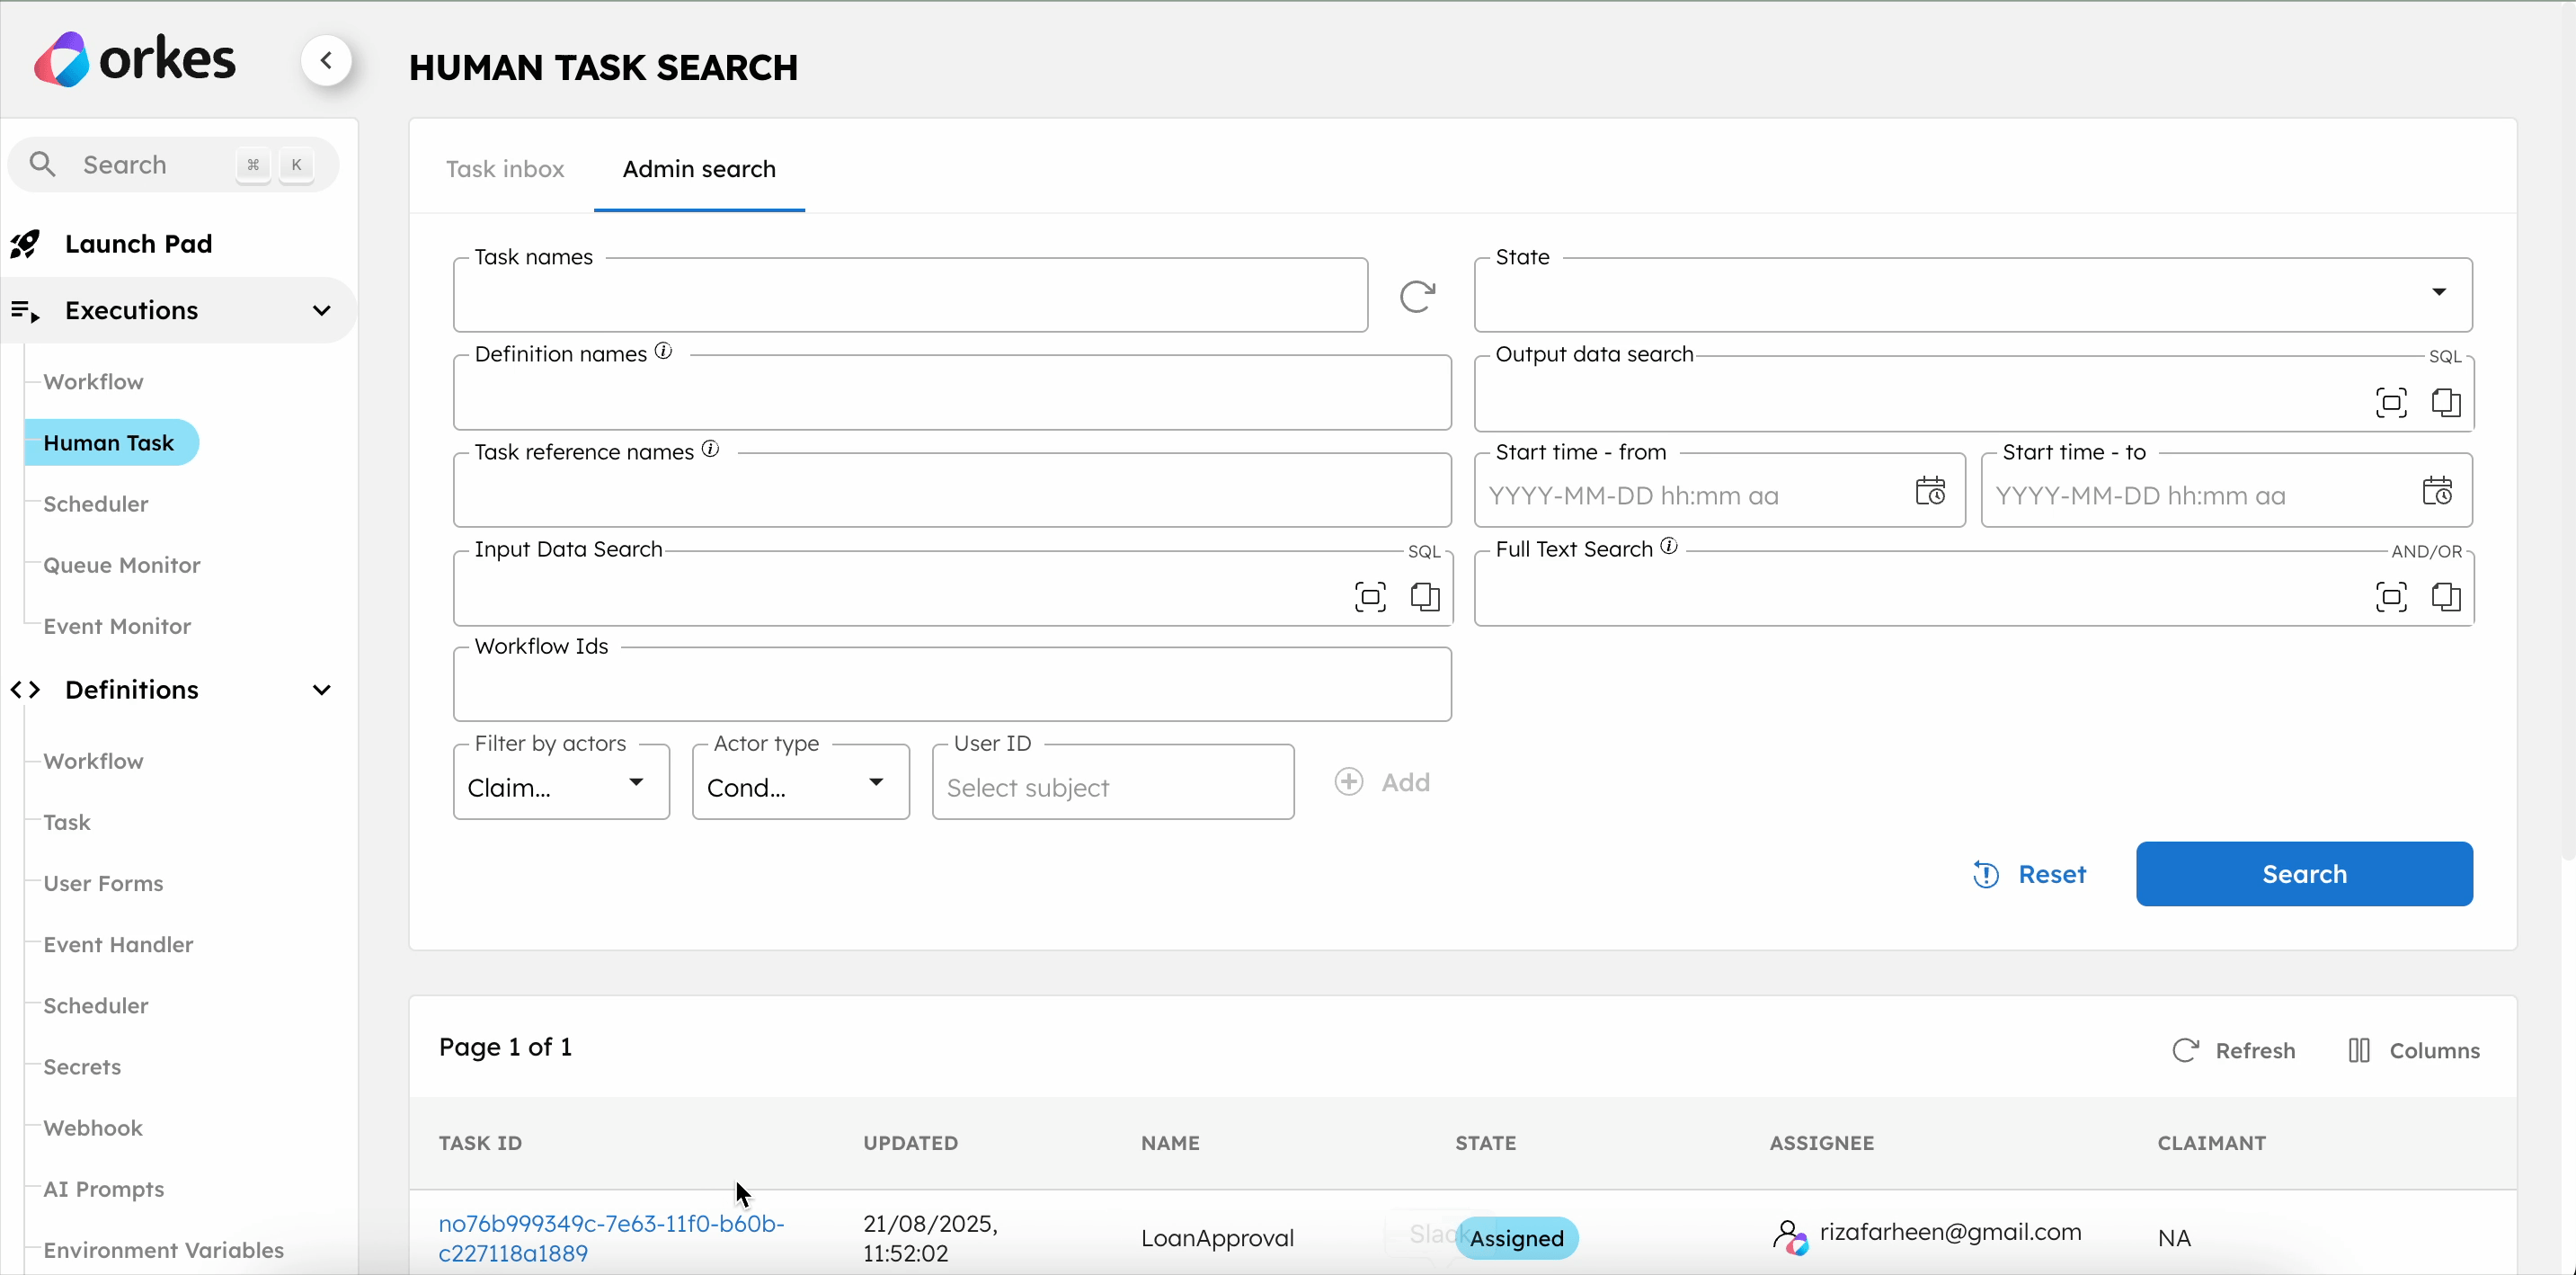 orkes
HUMAN TASK SEARCH
Search ⌘ K
Launch Pad
Executions
Workflow
Human Task
Scheduler
Queue Monitor
Event Monitor
Definitions
Workflow
Task
User Forms
Event Handler
Scheduler
Secrets
Webhook
AI Prompts
Environment Variables
Task inbox Admin search
Task names
State
Definition names
Output data search SQL
Task reference names
Start time - from
YYYY-MM-DD hh:mm aa
Start time - to
YYYY-MM-DD hh:mm aa
Input Data Search SQL
Full Text Search AND/OR
Workflow Ids
Filter by actors
Claim...
Actor type
Cond...
User ID
Select subject
Add
Reset
Search
Page 1 of 1
Refresh
Columns
TASK ID UPDATED NAME STATE ASSIGNEE CLAIMANT
no76b999349c-7e63-11f0-b60b-
c227118a1889
21/08/2025,
11:52:02
LoanApproval
Slack
Assigned
rizafarheen@gmail.com
NA